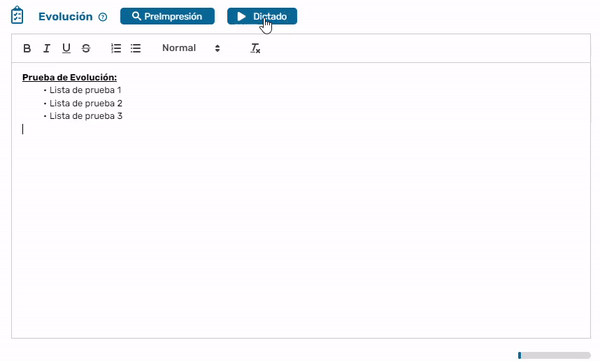 Evolución PreImpresión Dictado
B I U S Normal
Prueba de Evolución:
• Lista de prueba 1
• Lista de prueba 2
• Lista de prueba 3